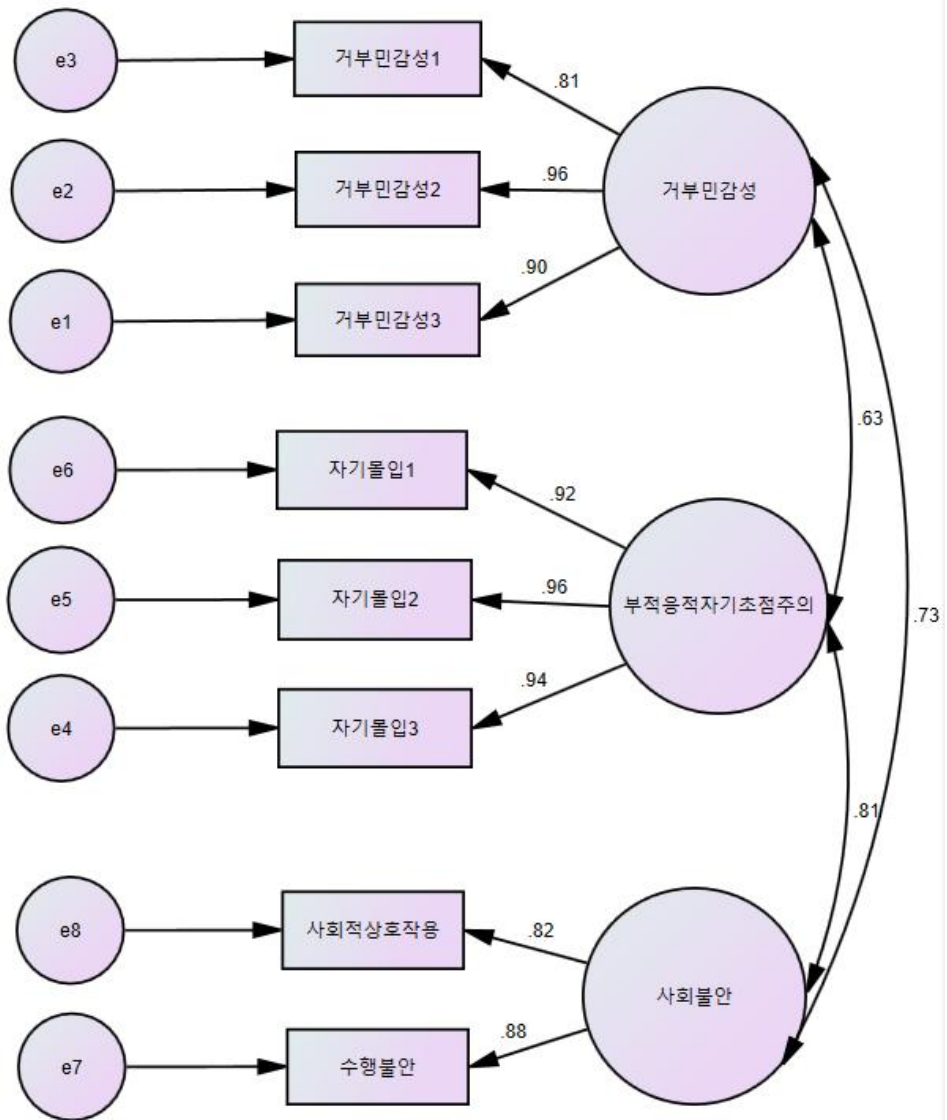 e3
거부민감성1
.81
e2
거부민감성2
.96
거부민감성
e1
거부민감성3
.90
.63
e6
자기몰입1
.92
e5
자기몰입2
.96
부적응적자기초점주의
.73
e4
자기몰입3
.94
.81
e8
사회적상호작용
.82
사회불안
e7
수행불안
.88